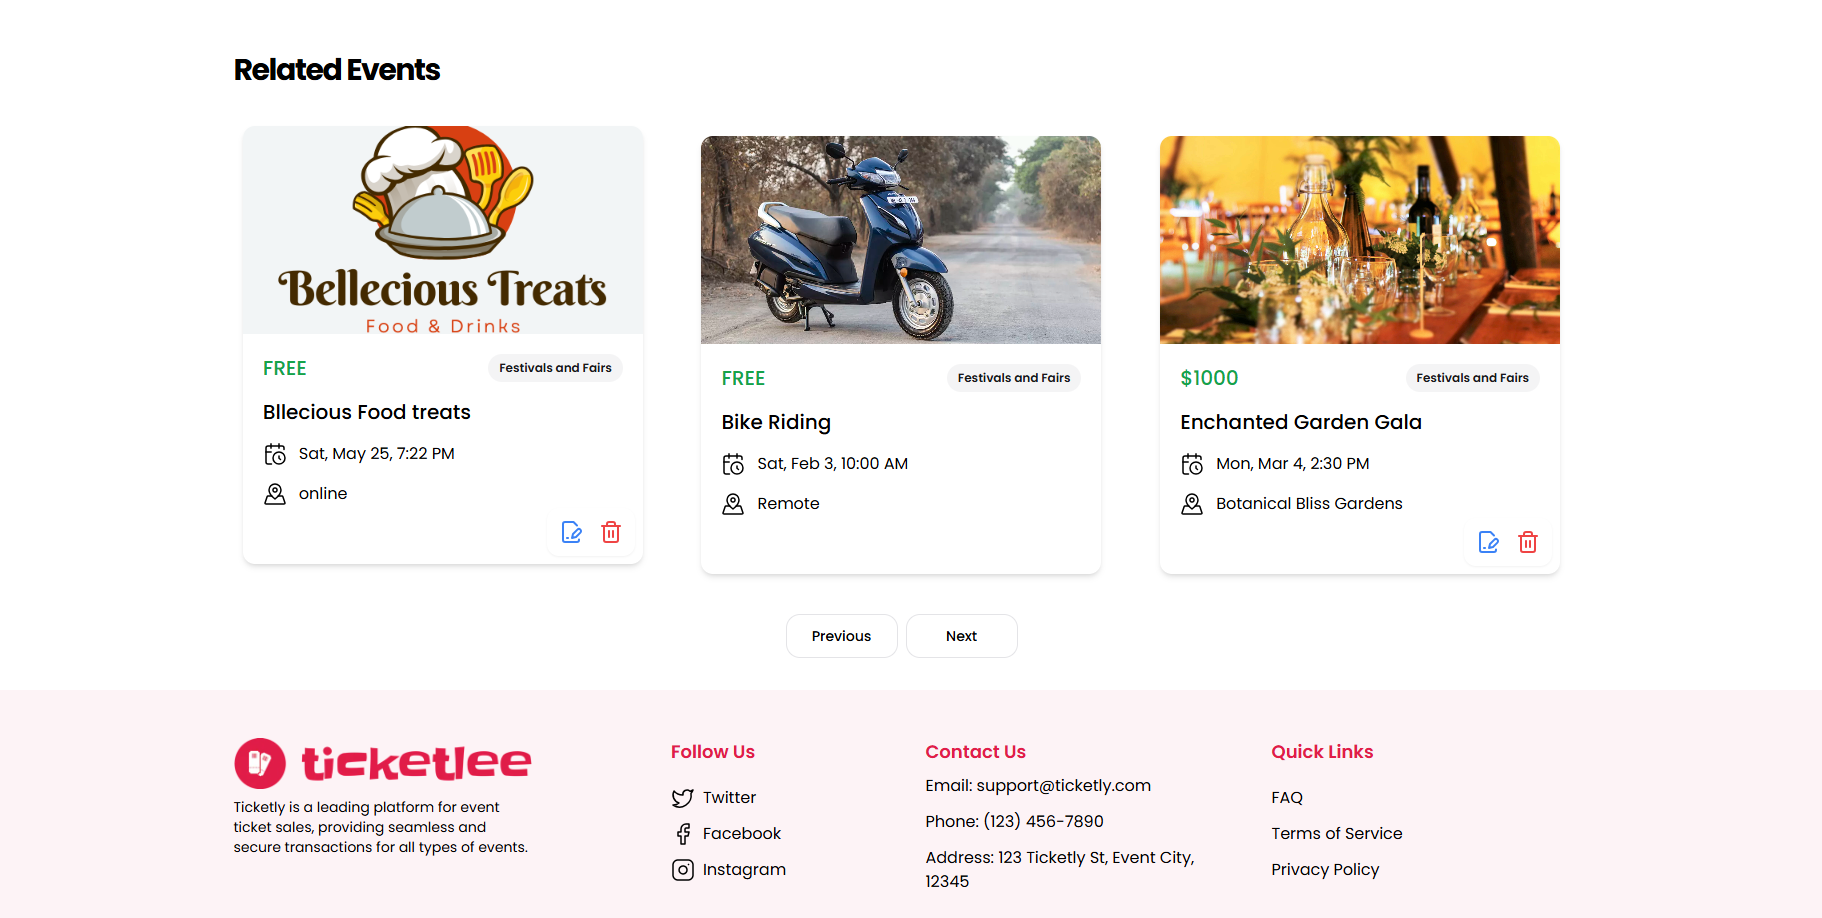 Related Events
Bellecious Treats
Food & Drinks
FREE
Festivals and Fairs
Bllecious Food treats
Sat, May 25, 7:22 PM
online
FREE
Festivals and Fairs
Bike Riding
Sat, Feb 3, 10:00 AM
Remote
$1000
Festivals and Fairs
Enchanted Garden Gala
Mon, Mar 4, 2:30 PM
Botanical Bliss Gardens
Previous
Next
ticketlee
Ticketly is a leading platform for event
ticket sales, providing seamless and
secure transactions for all types of events.
Follow Us
Twitter
Facebook
Instagram
Contact Us
Email: support@ticketly.com
Phone: (123) 456-7890
Address: 123 Ticketly St, Event City,
12345
Quick Links
FAQ
Terms of Service
Privacy Policy